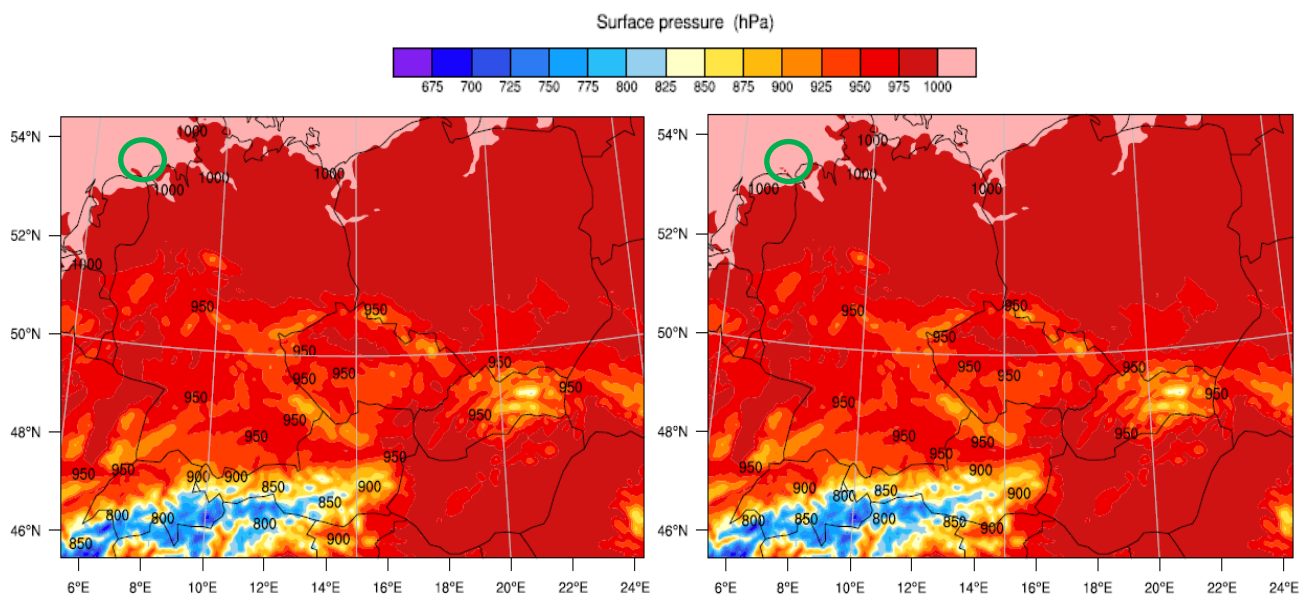 Surface pressure (hPa)
675 700 725 750 775 800 825 850 875 900 925 950 975 1000
54°N 1000 54°N 1000
1000 1000 1000 1000 1000 1000
52°N 52°N
1000
950 950 950 950
50°N 50°N
950 950 950 950
950 950 950 950
950 950
950 950 950 950
48°N 48°N
950 950 950 950
950 900 900 900 950 900 850 900
850 800
800 800 850 800 800 850
46°N 800 46°N 900
850 900 850
6°E 8°E 10°E 12°E 14°E 16°E 18°E 20°E 22°E 24°E 6°E 8°E 10°E 12°E 14°E 16°E 18°E 20°E 22°E 24°E